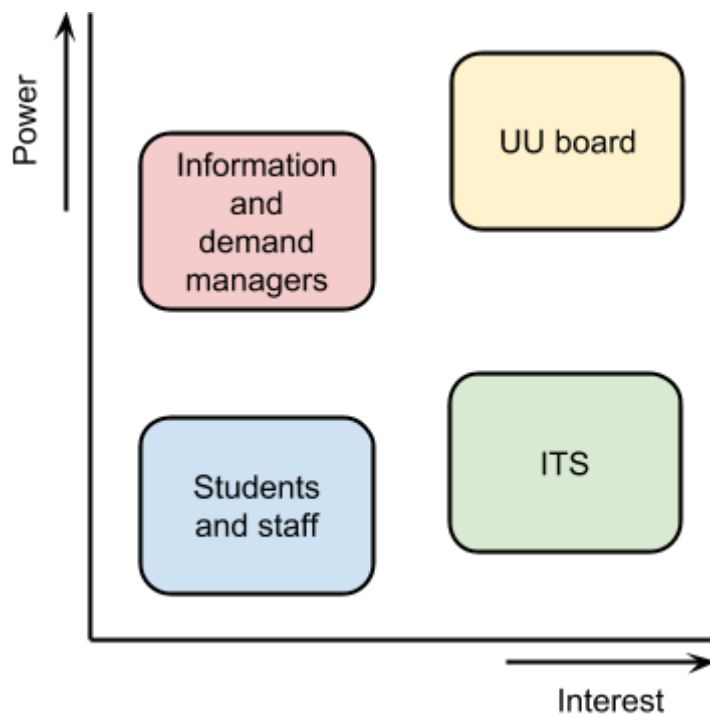 Power
UU board
Information
and
demand
managers
ITS
Students
and staff
Interest